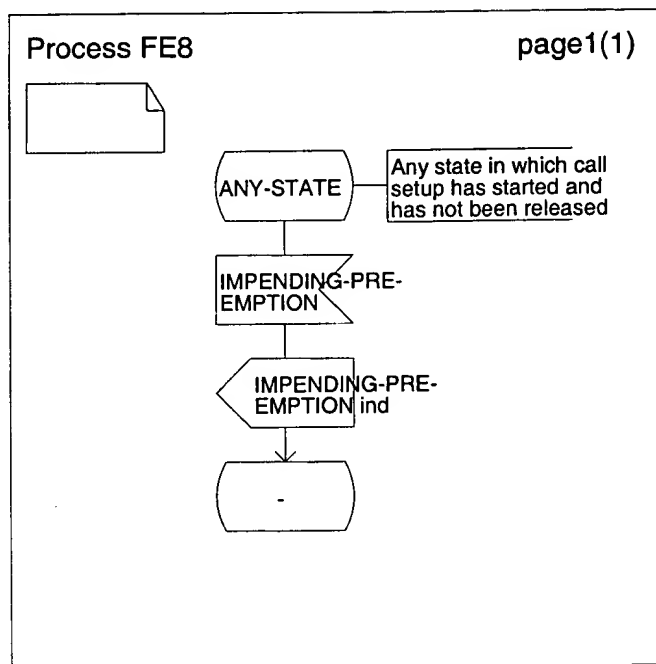 Process FE8
page1(1)
ANY-STATE
Any state in which call
setup has started and
has not been released
IMPENDING-PRE-
EMPTION
IMPENDING-PRE-
EMPTION ind
-